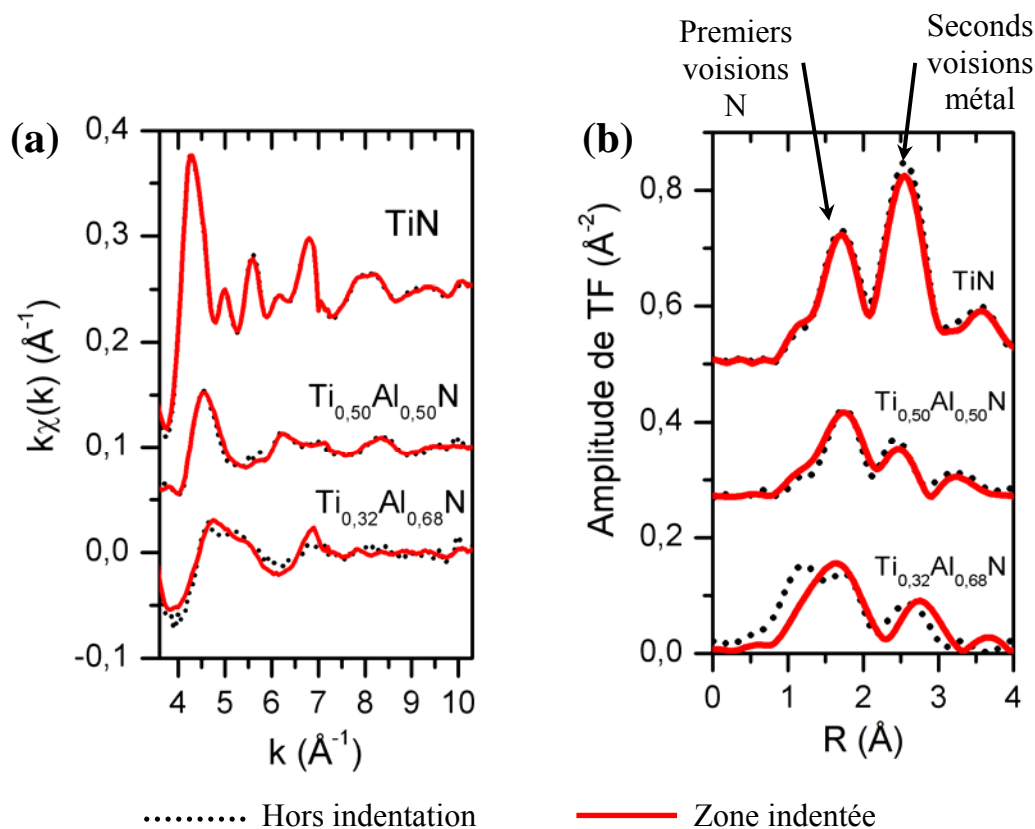 Premiers
voisions
N
Seconds
voisions
métal
(a)
0,4
0,3
0,2
0,1
0.0
-0,1
kχ(k) (Å⁻¹)
TiN
Ti0,50Al0,50N
Ti0,32Al0,68N
4 5 6 7 8 9 10
k (Å⁻¹)
(b)
0,8
0,6
0,4
0,2
0,0
Amplitude de TF (Å⁻²)
TiN
Ti0,50Al0,50N
Ti0,32Al0,68N
0 1 2 3 4
R (Å)
Hors indentation
Zone indentée